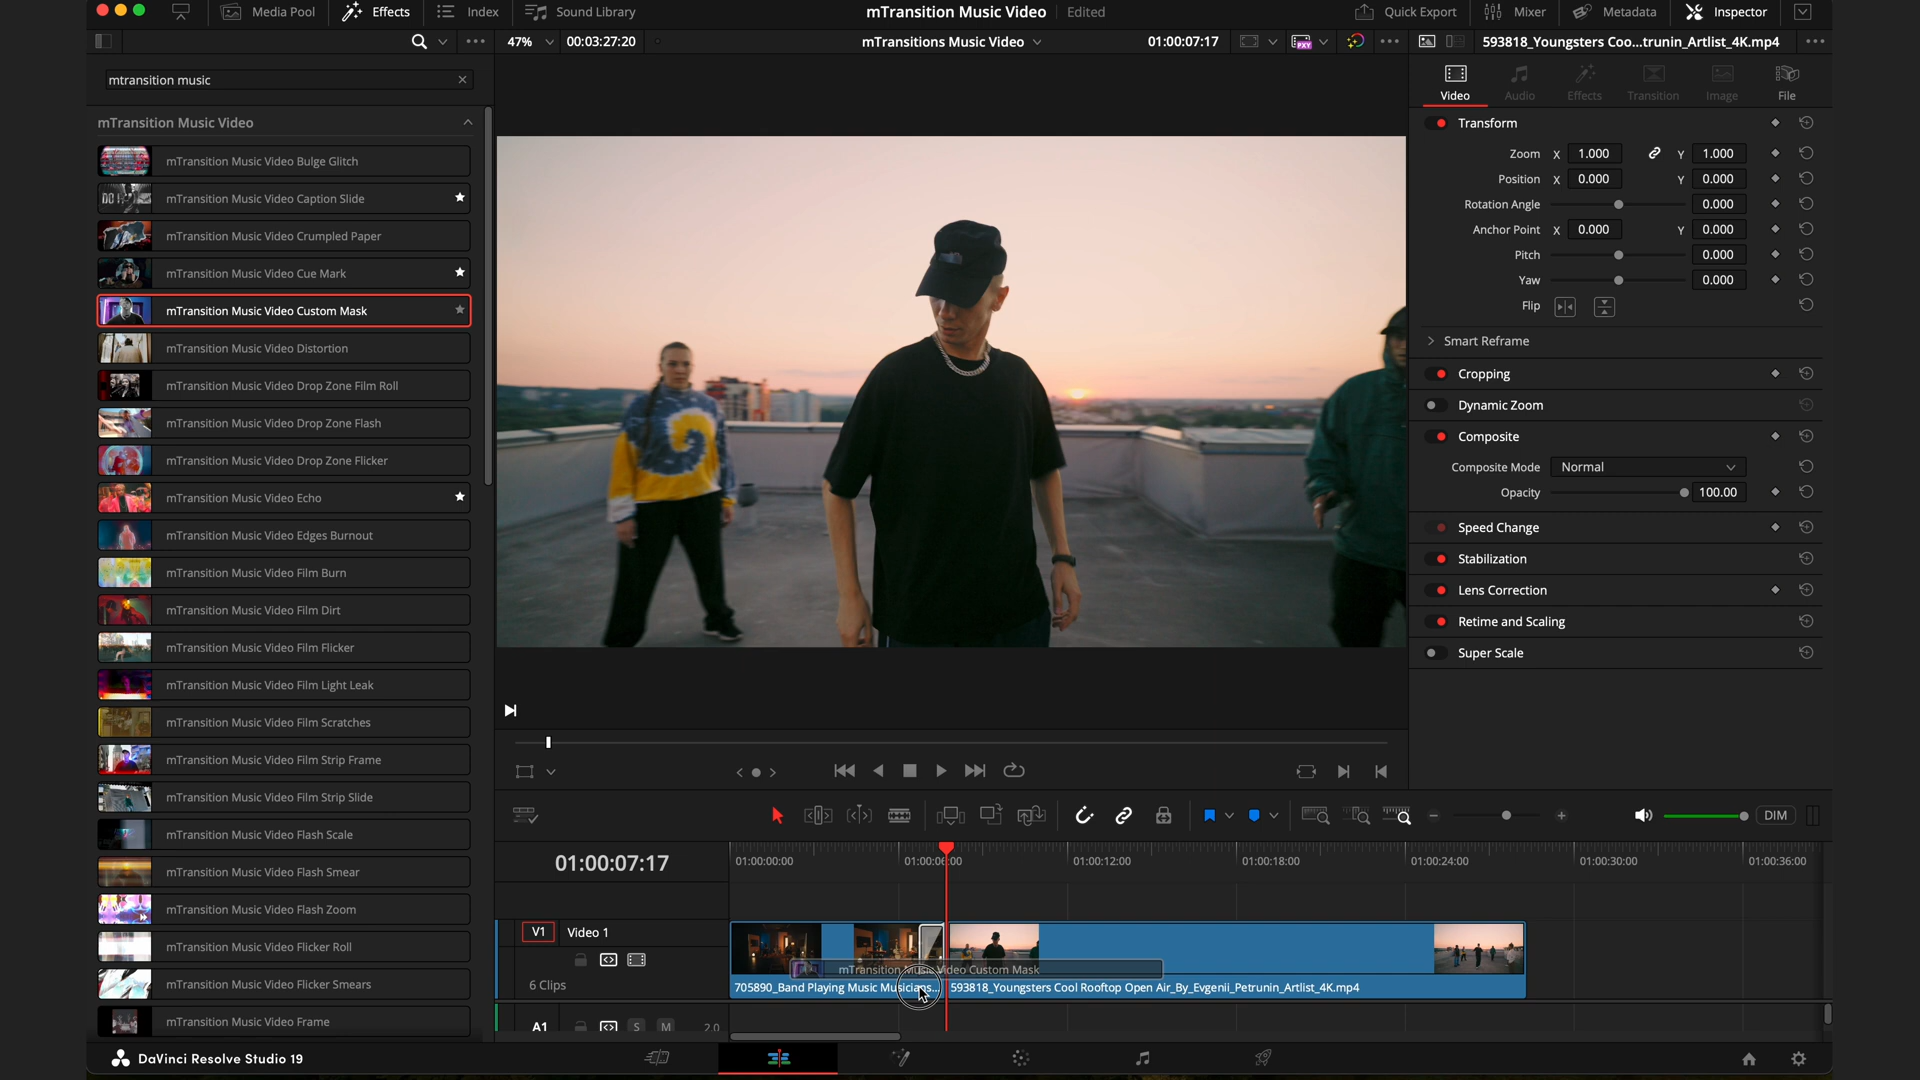 Media Pool
Effects
Index
Sound Library
mTransition Music Video
Edited
Quick Export
Mixer
Metadata
Inspector
47%
00:03:27:20
mTransitions Music Video
01:00:07:17
PXY
593818_Youngsters Coo...trunin_Artlist_4K.mp4
mtransition music
mTransition Music Video
mTransition Music Video Bulge Glitch
mTransition Music Video Caption Slide
mTransition Music Video Crumpled Paper
mTransition Music Video Cue Mark
mTransition Music Video Custom Mask
mTransition Music Video Distortion
mTransition Music Video Drop Zone Film Roll
mTransition Music Video Drop Zone Flash
mTransition Music Video Drop Zone Flicker
mTransition Music Video Echo
mTransition Music Video Edges Burnout
mTransition Music Video Film Burn
mTransition Music Video Film Dirt
mTransition Music Video Film Flicker
mTransition Music Video Film Light Leak
mTransition Music Video Film Scratches
mTransition Music Video Film Strip Frame
mTransition Music Video Film Strip Slide
mTransition Music Video Flash Scale
mTransition Music Video Flash Smear
mTransition Music Video Flash Zoom
mTransition Music Video Flicker Roll
mTransition Music Video Flicker Smears
mTransition Music Video Frame
Video
Audio
Effects
Transition
Image
File
Transform
Zoom X 1.000 Y 1.000
Position X 0.000 Y 0.000
Rotation Angle 0.000
Anchor Point X 0.000 Y 0.000
Pitch 0.000
Yaw 0.000
Flip
Smart Reframe
Cropping
Dynamic Zoom
Composite
Composite Mode Normal
Opacity 100.00
Speed Change
Stabilization
Lens Correction
Retime and Scaling
Super Scale
DIM
01:00:07:17
01:00:00:00
01:00:06:00
01:00:12:00
01:00:18:00
01:00:24:00
01:00:30:00
01:00:36:00
V1 Video 1
6 Clips
mTransition Music Video Custom Mask
705890_Band Playing Music Musicians...
593818_Youngsters Cool Rooftop Open Air_By_Evgenii_Petrunin_Artlist_4K.mp4
A1 S M 2.0
DaVinci Resolve Studio 19